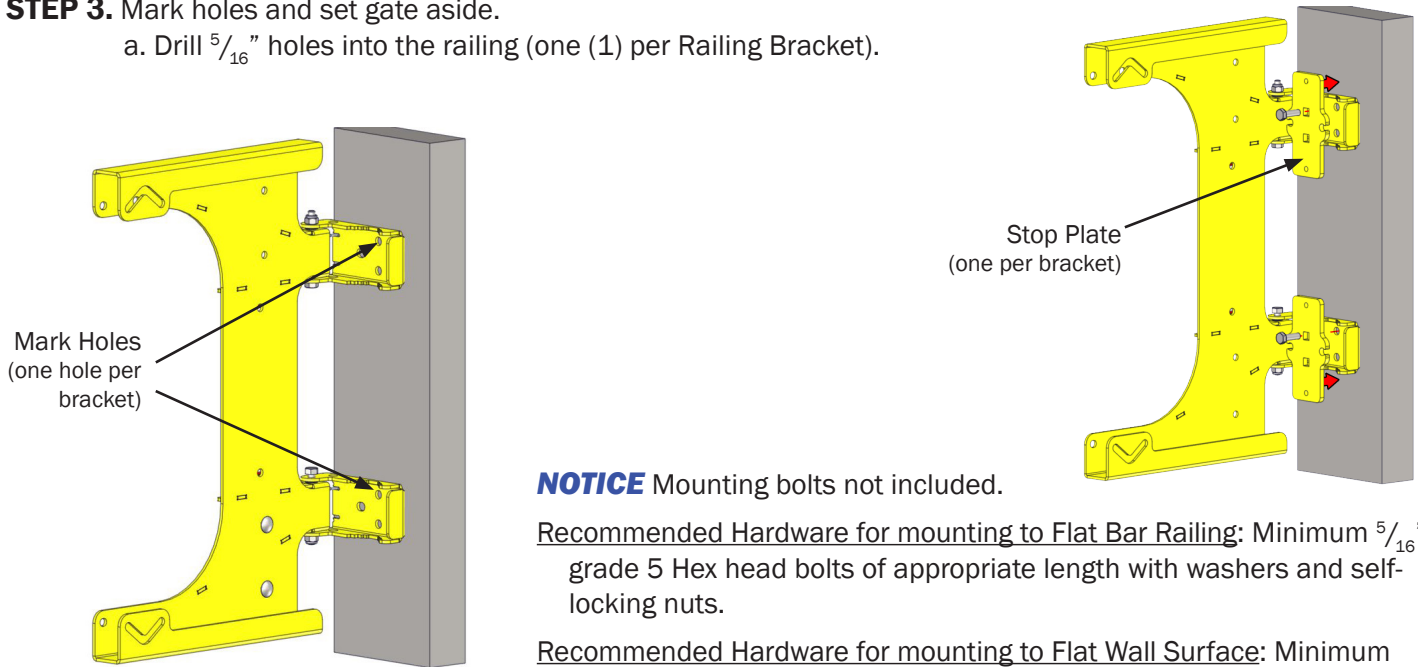 STEP 3. Mark holes and set gate aside.
a. Drill 5/16" holes into the railing (one (1) per Railing Bracket).
Mark Holes
(one hole per
bracket)
Stop Plate
(one per bracket)
NOTICE Mounting bolts not included.
Recommended Hardware for mounting to Flat Bar Railing: Minimum 5/16"
grade 5 Hex head bolts of appropriate length with washers and self-
locking nuts.
Recommended Hardware for mounting to Flat Wall Surface: Minimum